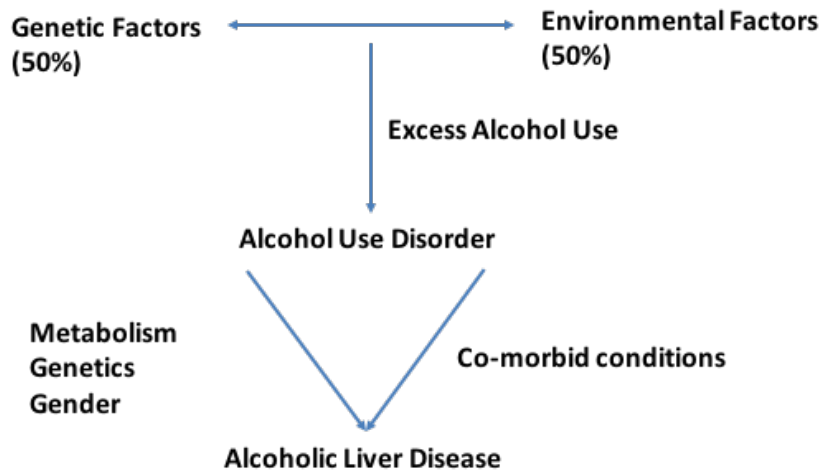 Genetic Factors
(50%)
Environmental Factors
(50%)
Excess Alcohol Use
Alcohol Use Disorder
Metabolism
Genetics
Gender
Co-morbid conditions
Alcoholic Liver Disease